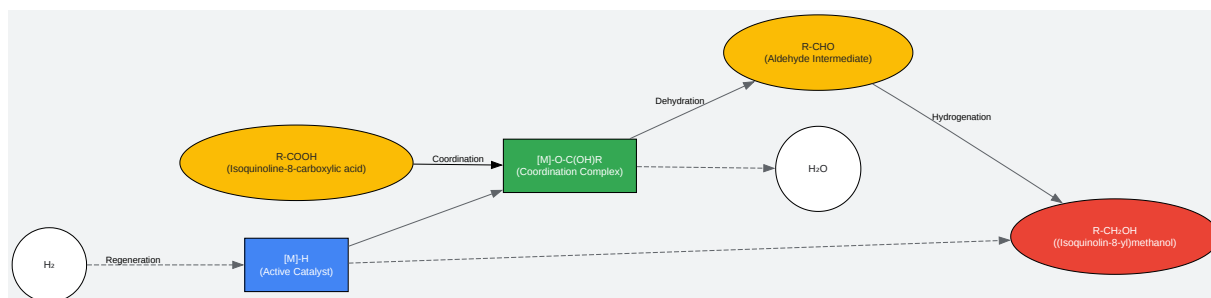 R-CHO
(Aldehyde Intermediate)
Dehydration
Hydrogenation
R-COOH
(Isoquinoline-8-carboxylic acid)
Coordination
[M]-O-C(OH)R
(Coordination Complex)
H₂O
R-CH₂OH
((Isoquinolin-8-yl)methanol)
H₂
Regeneration
[M]-H
(Active Catalyst)